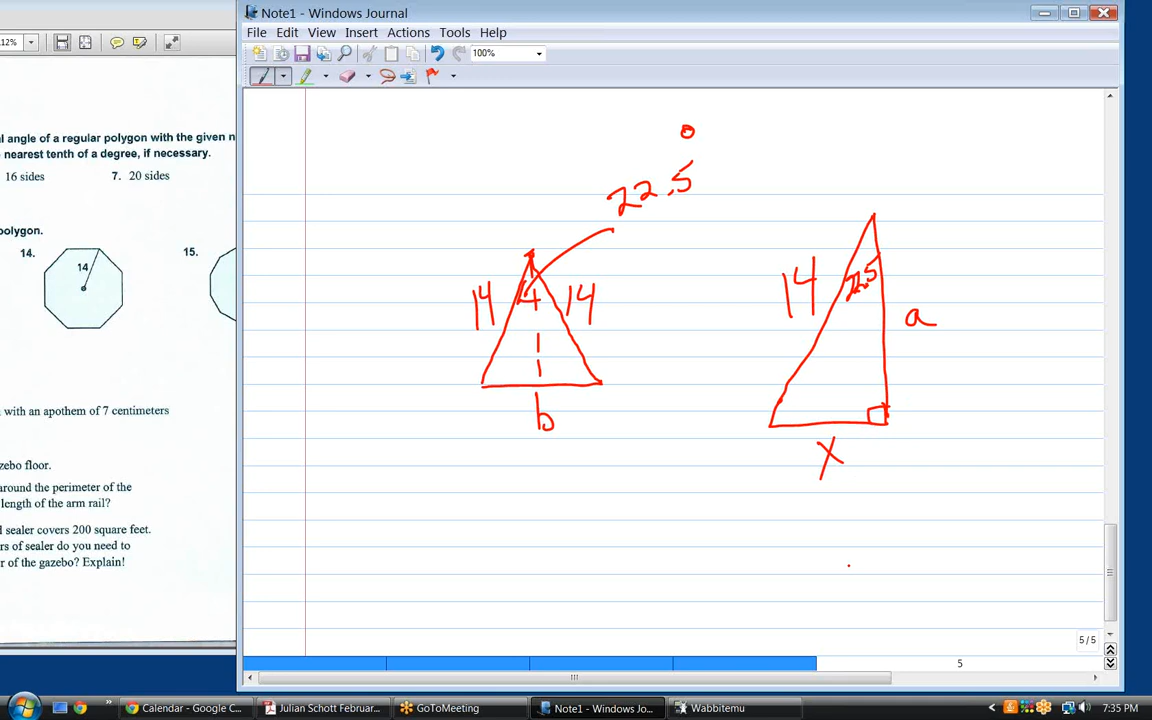 Note1 - Windows Journal
File Edit View Insert Actions Tools Help
12%
100%
l angle of a regular polygon with the given n
nearest tenth of a degree, if necessary.
16 sides 7. 20 sides
polygon.
14. 15.
14
with an apothem of 7 centimeters
zebo floor.
around the perimeter of the
length of the arm rail?
d sealer covers 200 square feet.
rs of sealer do you need to
r of the gazebo? Explain!
22.5°
14 14
b
14 22.5 a
x
5/5
5
Calendar - Google C... Julian Schott Februar... GoToMeeting Note1 - Windows Jo... Wabbitemu 7:35 PM